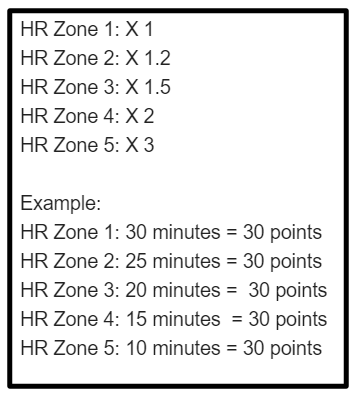 HR Zone 1: X 1
HR Zone 2: X 1.2
HR Zone 3: X 1.5
HR Zone 4: X 2
HR Zone 5: X 3
Example:
HR Zone 1: 30 minutes = 30 points
HR Zone 2: 25 minutes = 30 points
HR Zone 3: 20 minutes =  30 points
HR Zone 4: 15 minutes  = 30 points
HR Zone 5: 10 minutes = 30 points